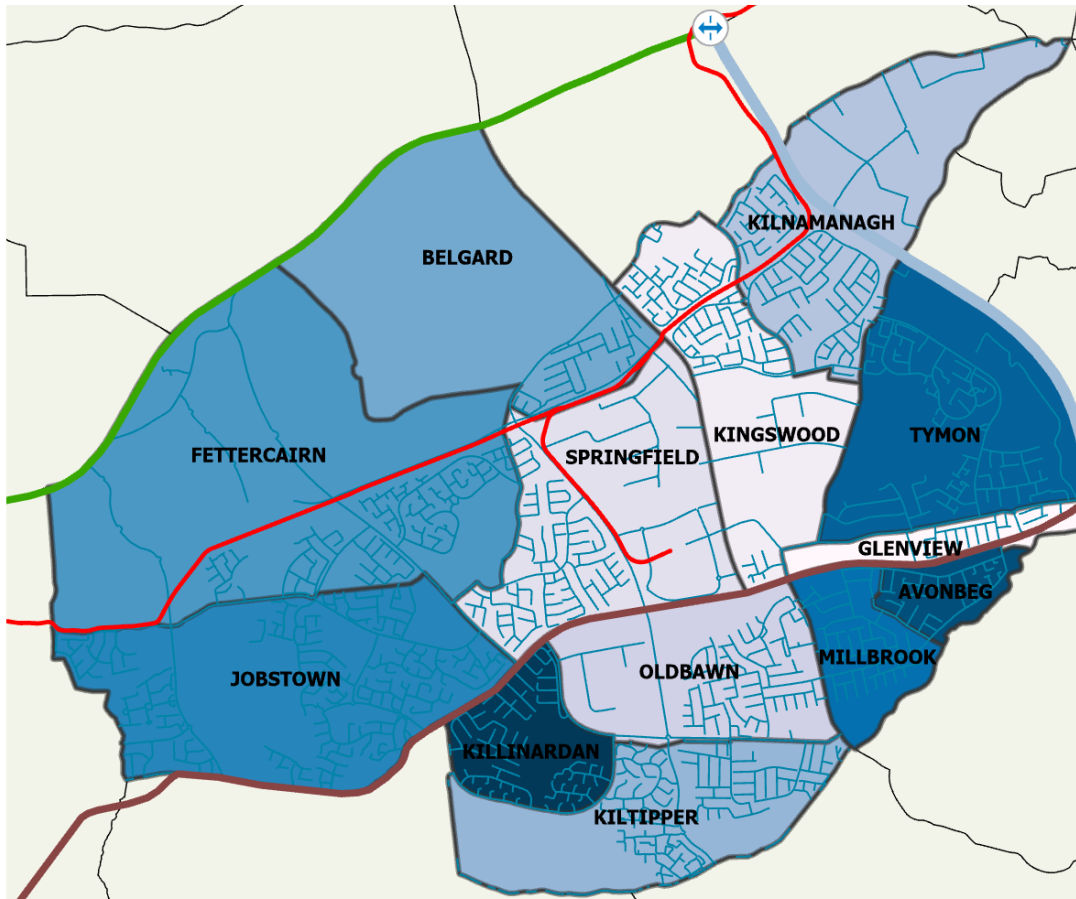 KILNAMANAGH
BELGARD
KINGSWOOD
TYMON
FETTERCAIRN
SPRINGFIELD
GLENVIEW
AVONBEG
MILLBROOK
OLDBAWN
JOBSTOWN
KILLINARDAN
KILTIPPER